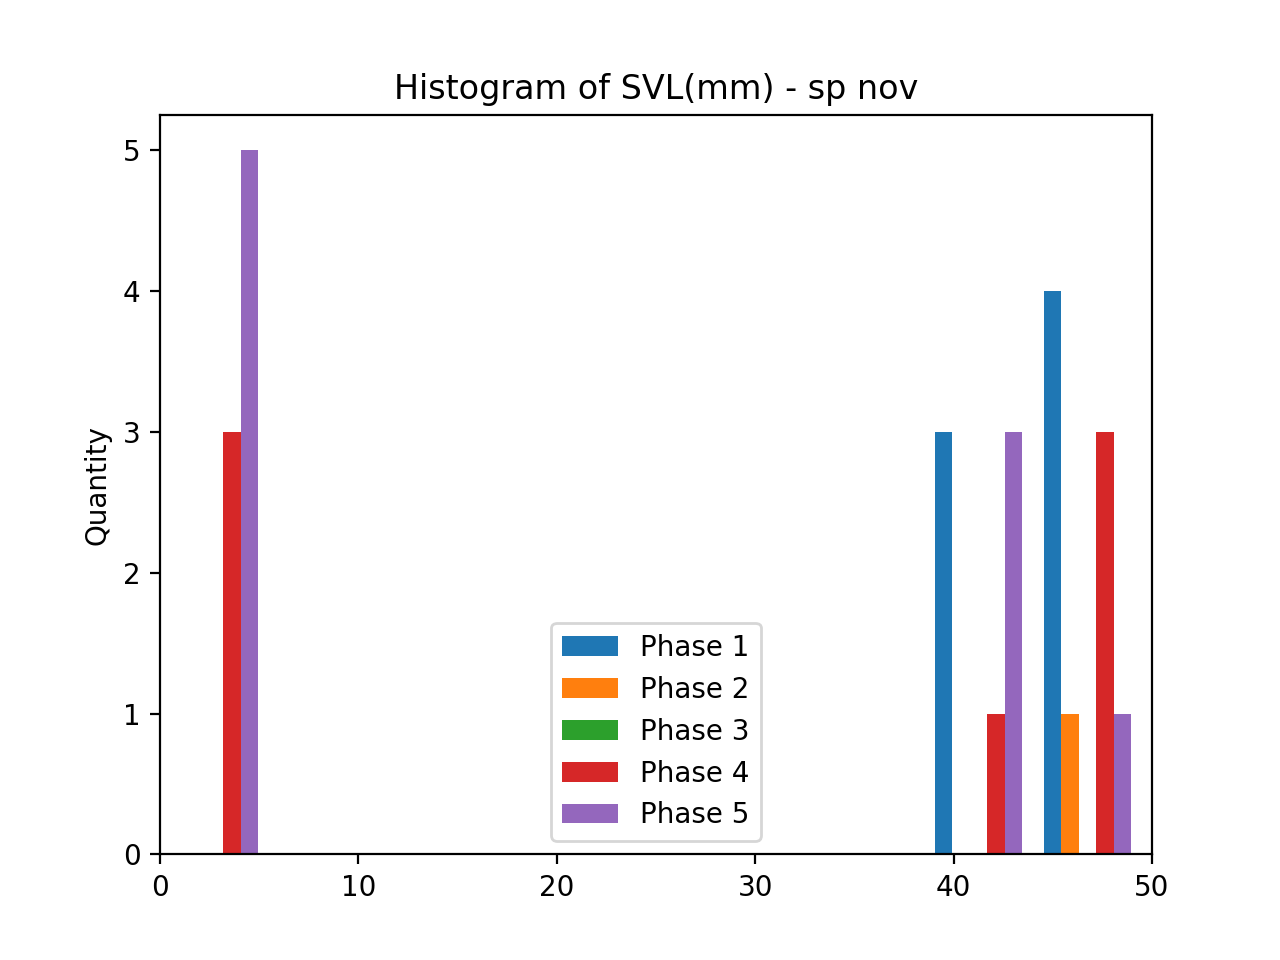 Histogram of SVL(mm) - sp nov
5
4
3
2
1
0
Quantity
Phase 1
Phase 2
Phase 3
Phase 4
Phase 5
0 10 20 30 40 50